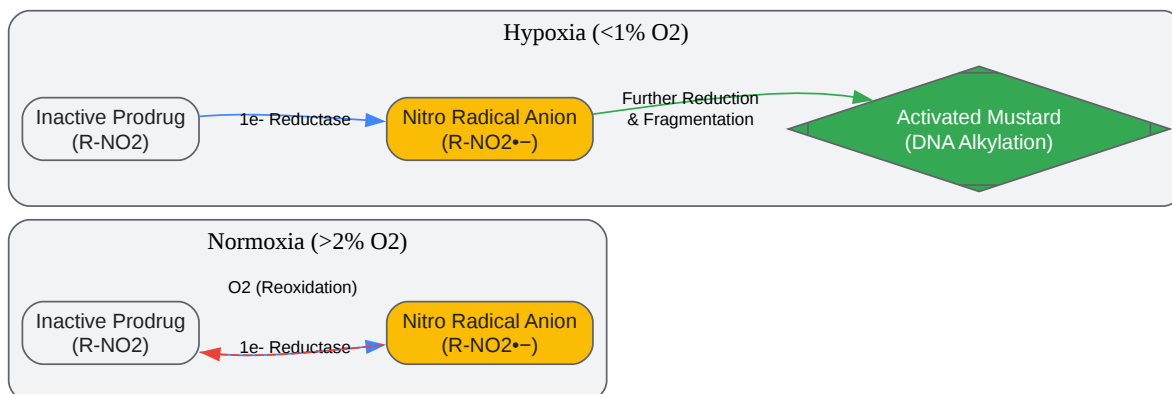 Hypoxia (<1% O2)
Inactive Prodrug
(R-NO2)
1e- Reductase
Nitro Radical Anion
(R-NO2•−)
Further Reduction
& Fragmentation
Activated Mustard
(DNA Alkylation)
Normoxia (>2% O2)
O2 (Reoxidation)
Inactive Prodrug
(R-NO2)
1e- Reductase
Nitro Radical Anion
(R-NO2•−)